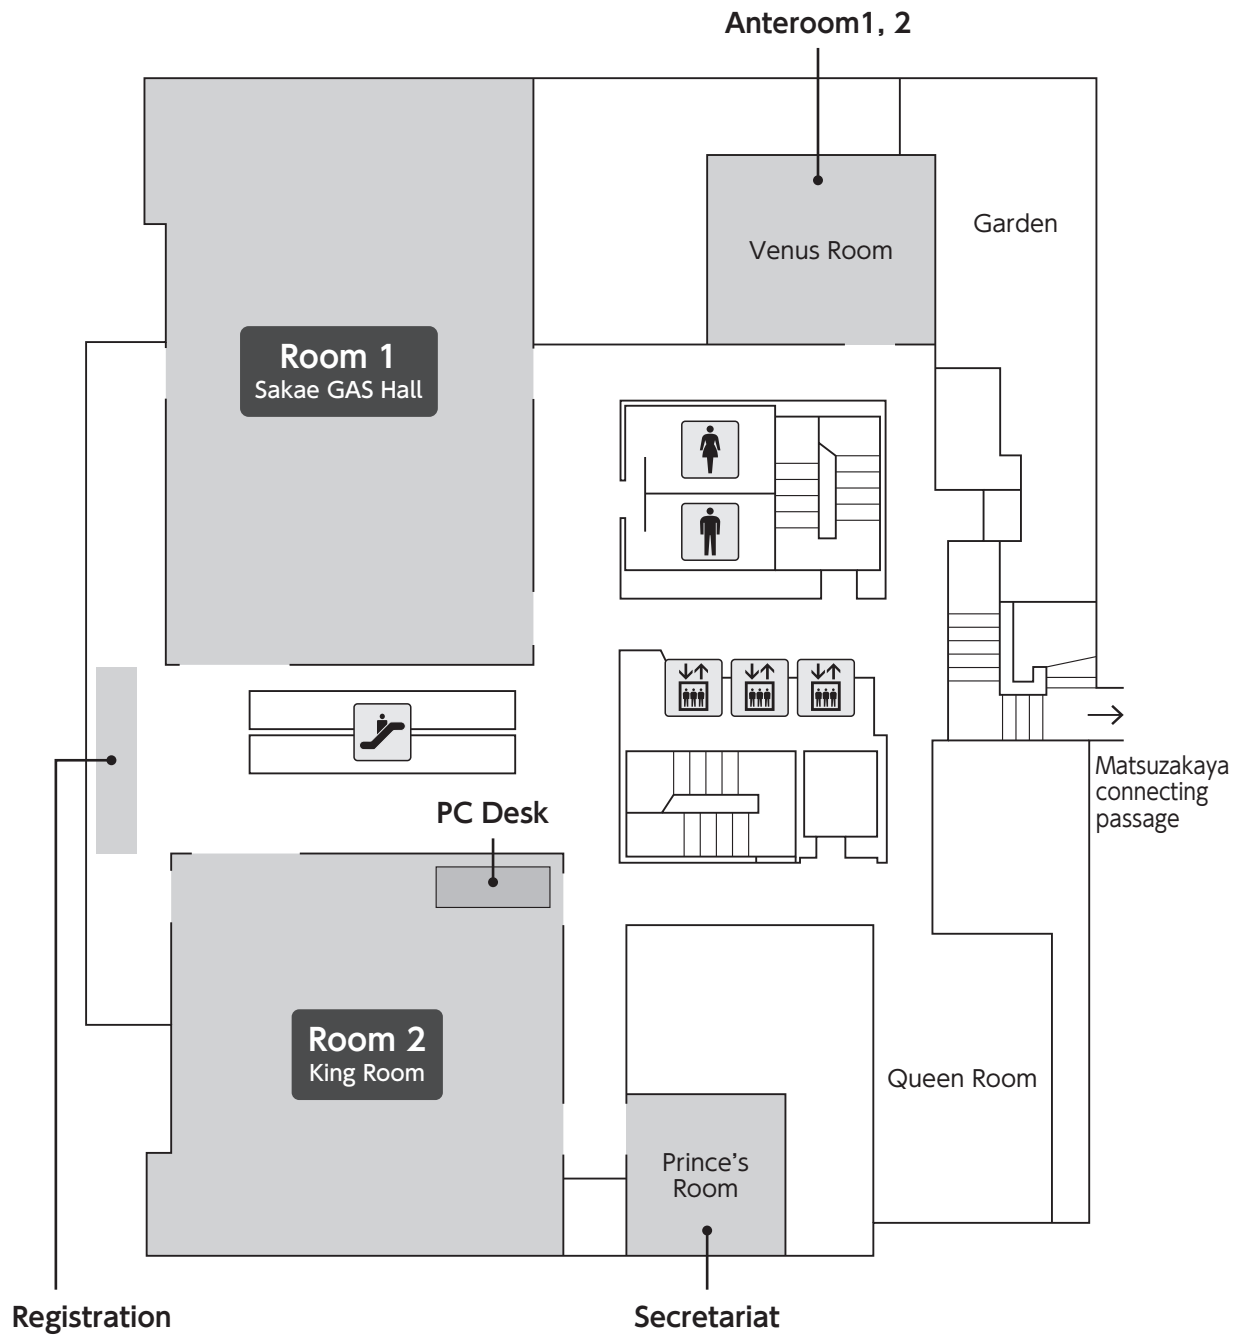 Anteroom1, 2
Garden
Venus Room
Room 1
Sakae GAS Hall
Matsuzakaya
connecting
passage
PC Desk
Room 2
King Room
Queen Room
Prince's
Room
Registration
Secretariat